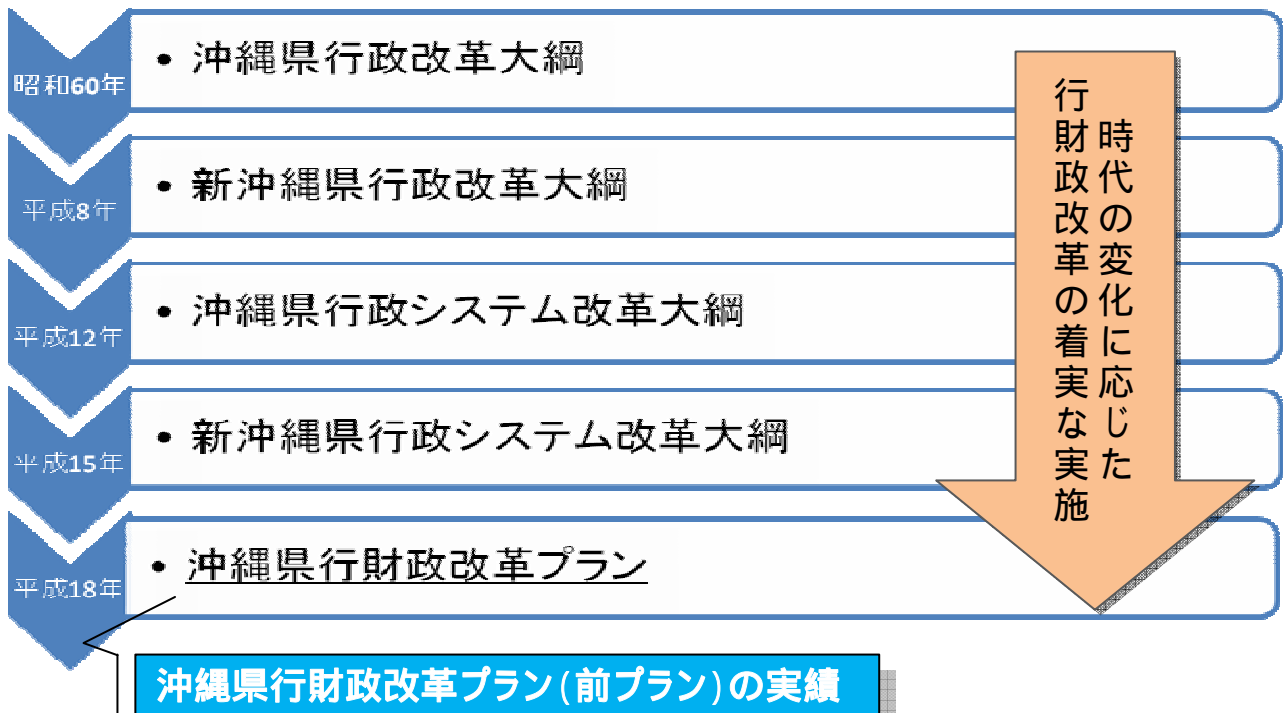 昭和60年
• 沖縄県行政改革大綱
平成8年
• 新沖縄県行政改革大綱
平成12年
• 沖縄県行政システム改革大綱
平成15年
• 新沖縄県行政システム改革大綱
平成18年
• 沖縄県行財政改革プラン
時代の変化に応じた
行財政改革の着実な実施
沖縄県行財政改革プラン(前プラン)の実績